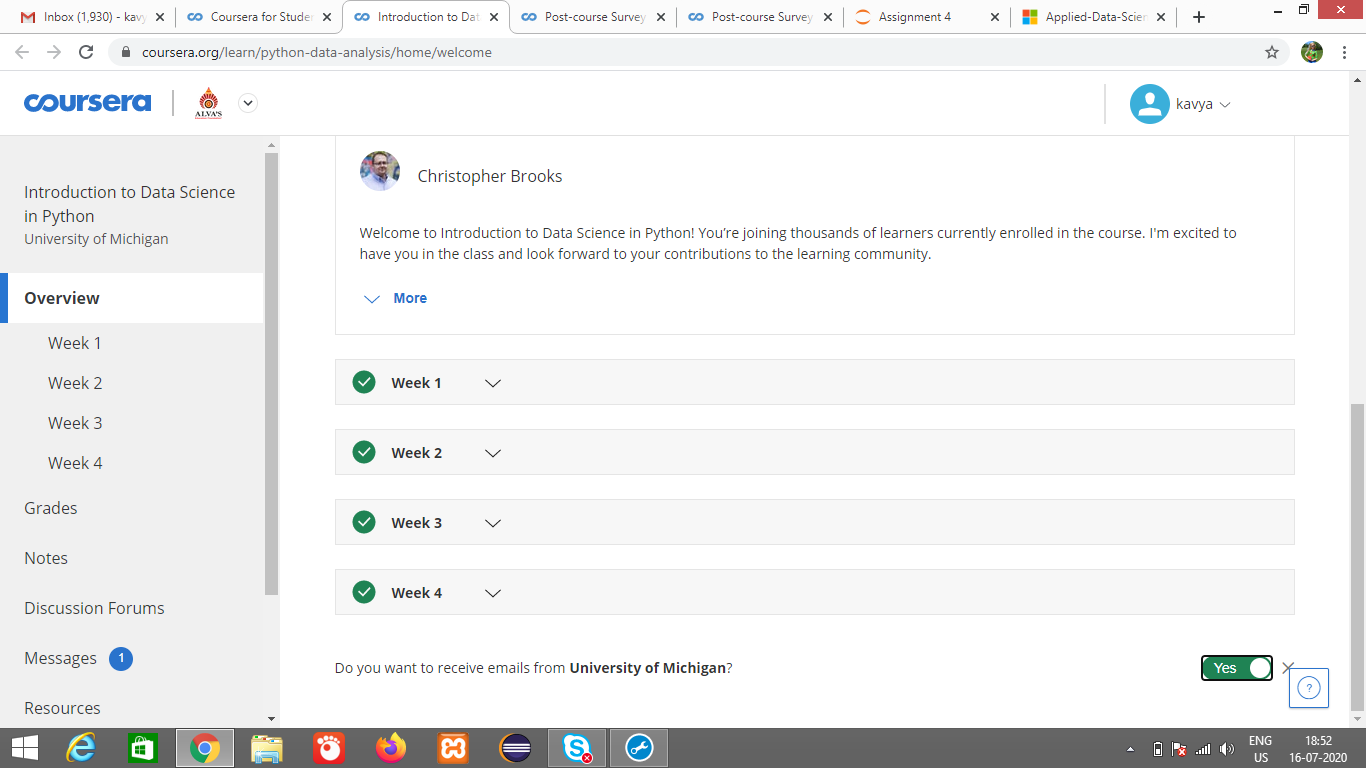 Inbox (1,930) - kavy
Coursera for Studen
Introduction to Dat
Post-course Survey
Post-course Survey
Assignment 4
Applied-Data-Scien
coursera.org/learn/python-data-analysis/home/welcome
coursera
ALVA'S
kavya
Introduction to Data Science
in Python
University of Michigan
Overview
Week 1
Week 2
Week 3
Week 4
Grades
Notes
Discussion Forums
Messages 1
Resources
Christopher Brooks
Welcome to Introduction to Data Science in Python! You're joining thousands of learners currently enrolled in the course. I'm excited to
have you in the class and look forward to your contributions to the learning community.
More
Week 1
Week 2
Week 3
Week 4
Do you want to receive emails from University of Michigan?
Yes
?
ENG
US
18:52
16-07-2020